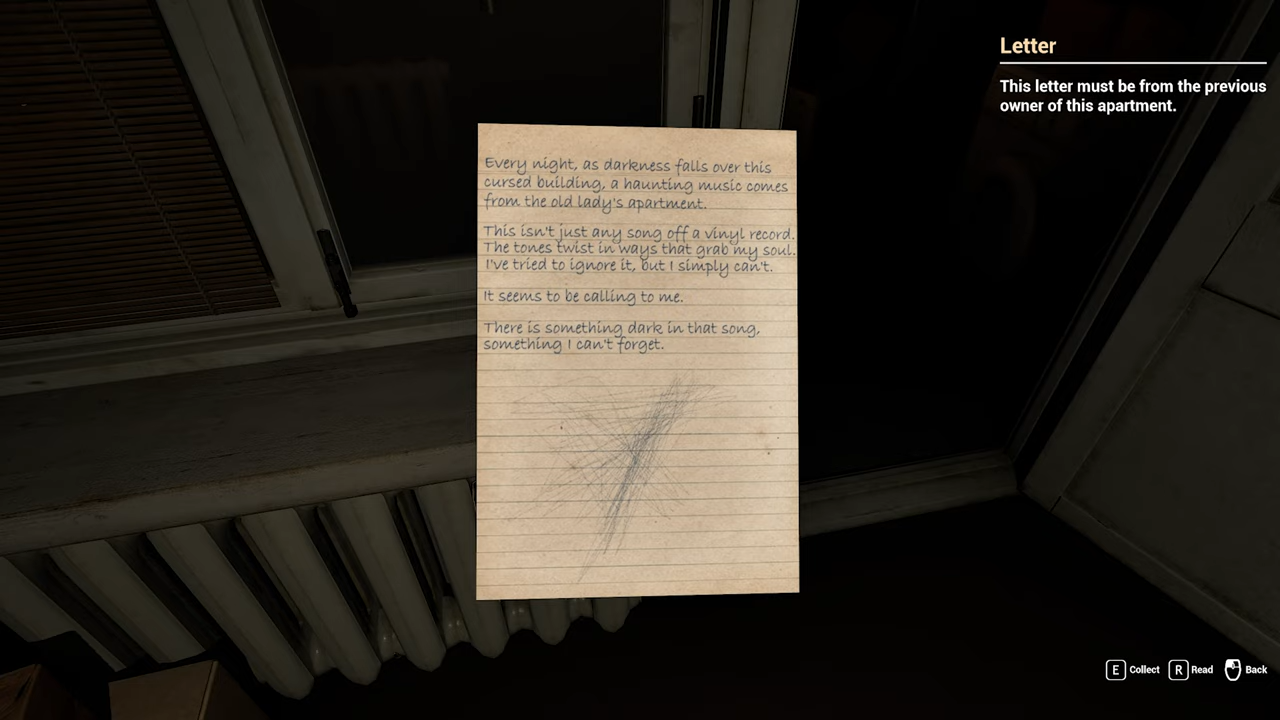 Letter
This letter must be from the previous
owner of this apartment.
Every night, as darkness falls over this
cursed building, a haunting music comes
from the old lady's apartment.
This isn't just any song off a vinyl record.
The tones twist in ways that grab my soul.
I've tried to ignore it, but I simply can't.
It seems to be calling to me.
There is something dark in that song,
something I can't forget.
E Collect R Read Back